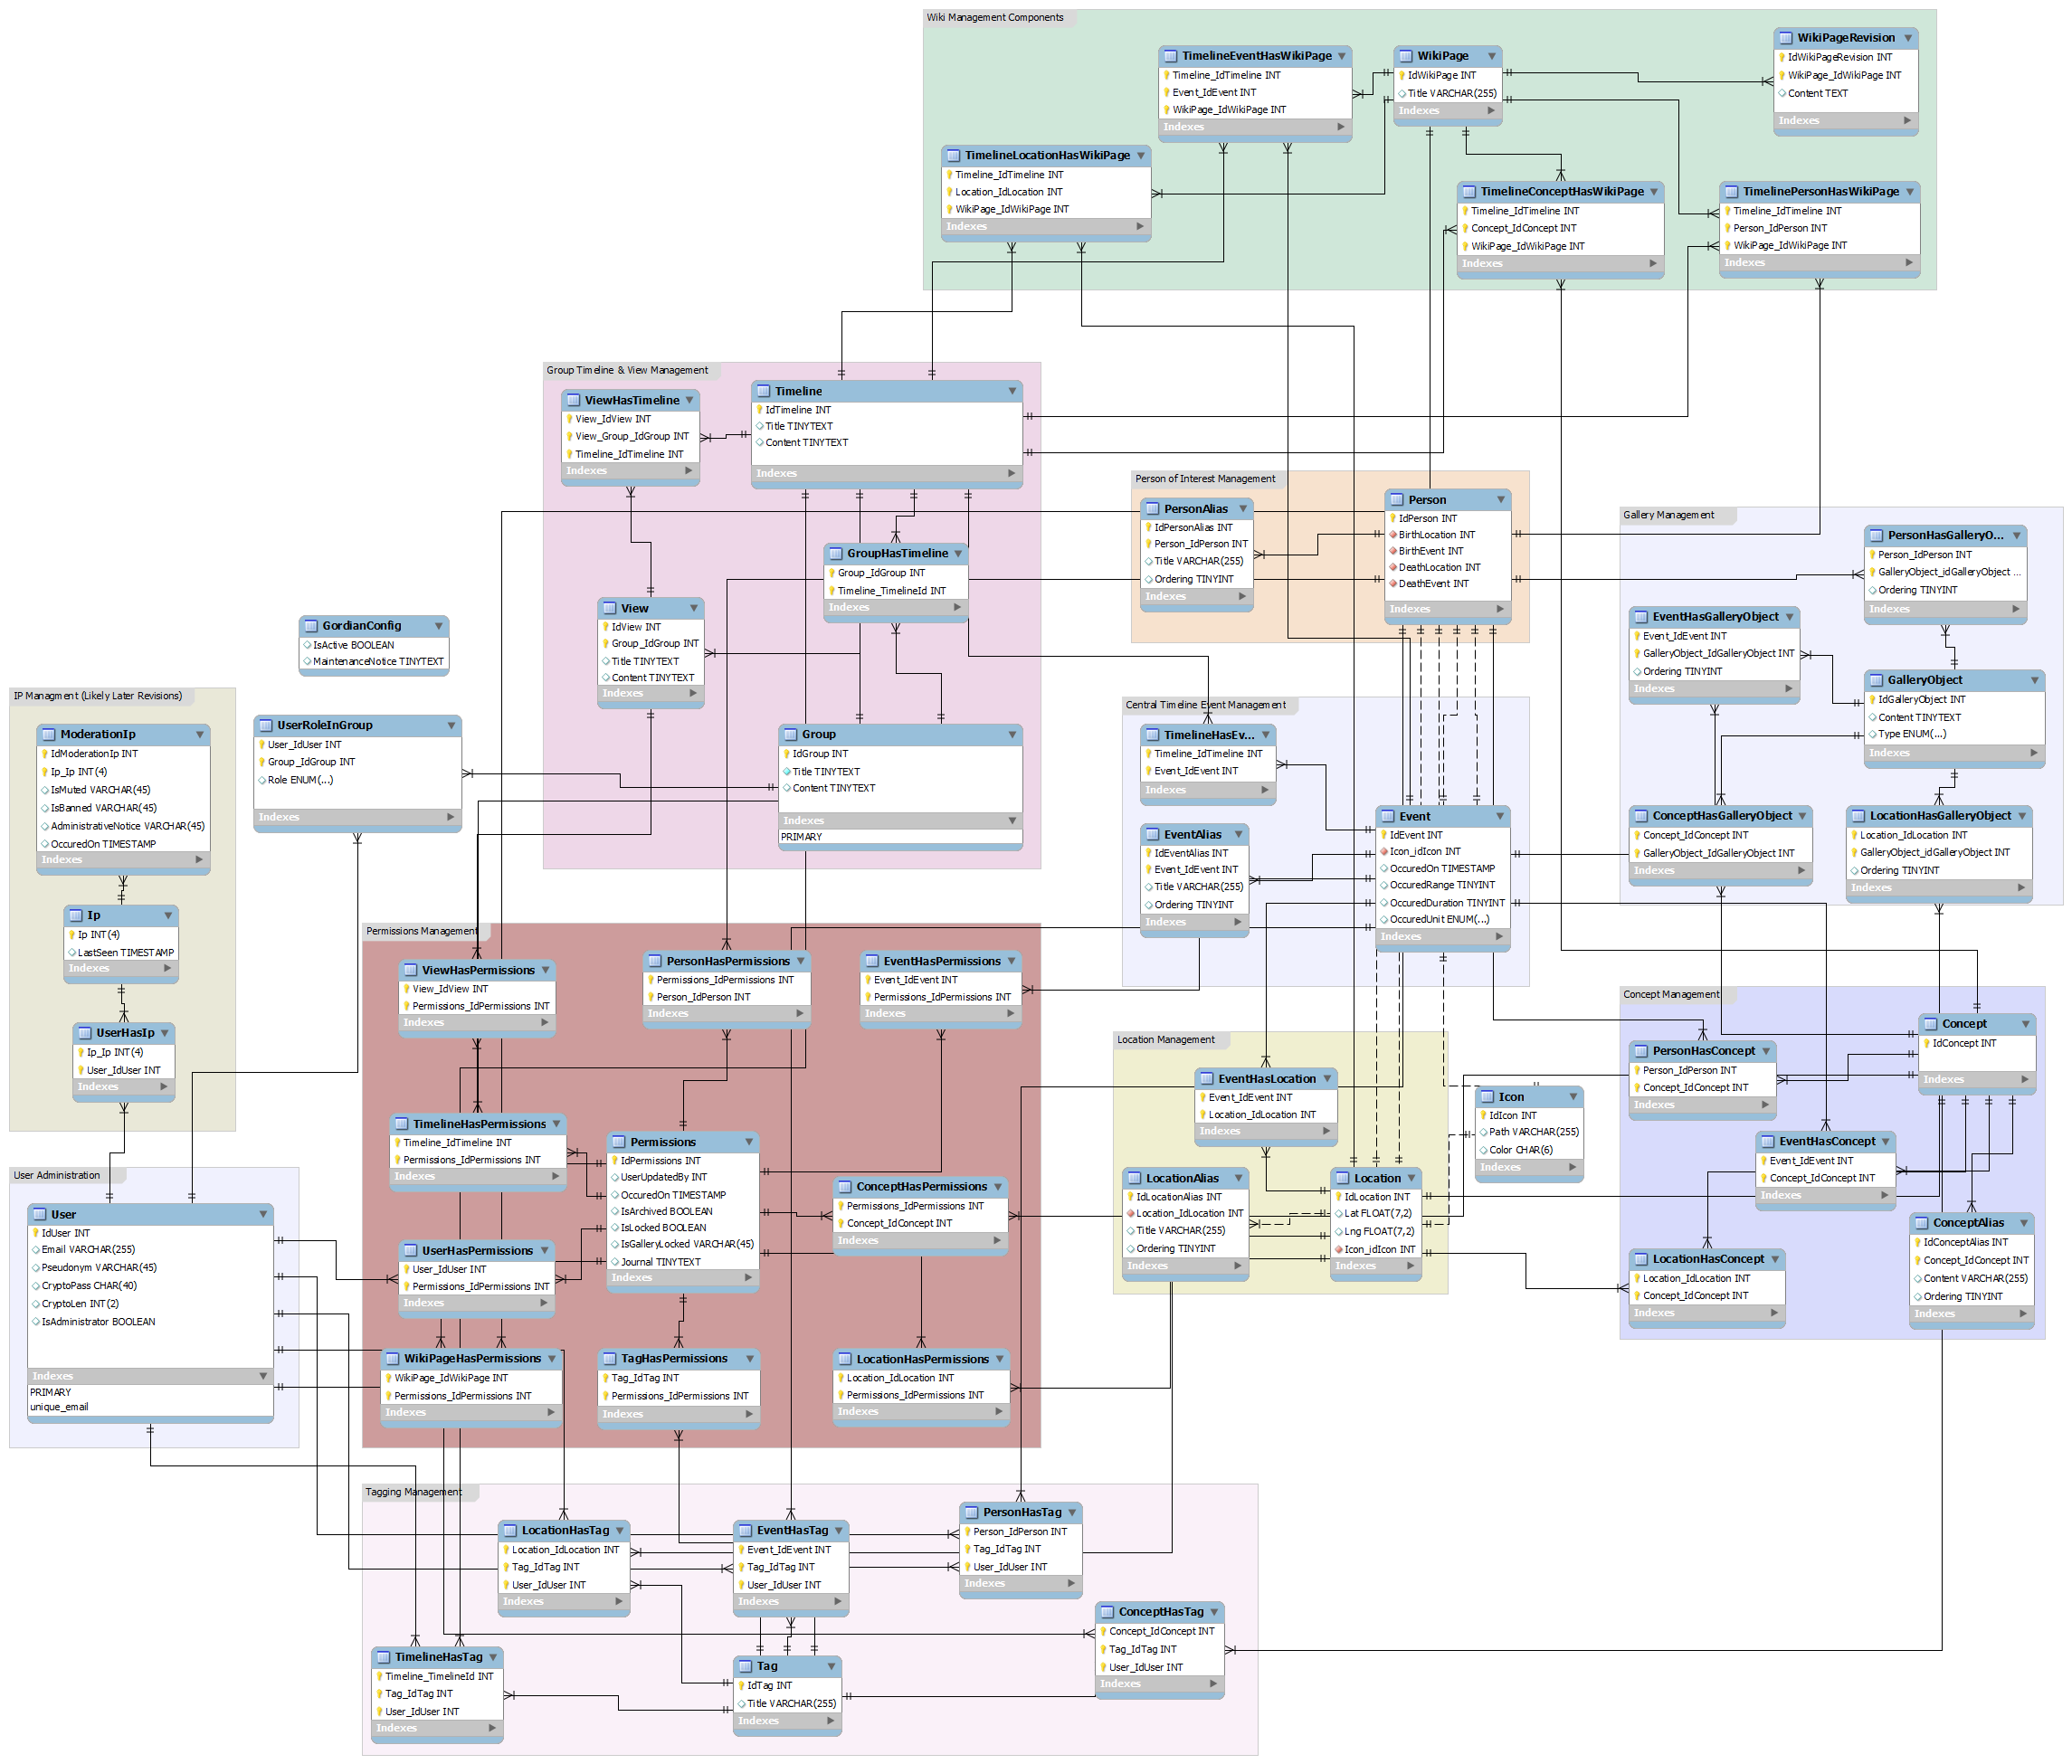 Wiki Management Components
TimelineEventHasWikiPage
Timeline_IdTimeline INT
Event_IdEvent INT
WikiPage_IdWikiPage INT
Indexes
WikiPage
IdWikiPage INT
Title VARCHAR(255)
Indexes
WikiPageRevision
IdWikiPageRevision INT
WikiPage_IdWikiPage INT
Content TEXT
Indexes
TimelineLocationHasWikiPage
Timeline_IdTimeline INT
Location_IdLocation INT
WikiPage_IdWikiPage INT
Indexes
TimelineConceptHasWikiPage
Timeline_IdTimeline INT
Concept_IdConcept INT
WikiPage_IdWikiPage INT
Indexes
TimelinePersonHasWikiPage
Timeline_IdTimeline INT
Person_IdPerson INT
WikiPage_IdWikiPage INT
Indexes
Group Timeline & View Management
ViewHasTimeline
View_IdView INT
View_Group_IdGroup INT
Timeline_IdTimeline INT
Indexes
Timeline
IdTimeline INT
Title TINYTEXT
Content TINYTEXT
Indexes
GroupHasTimeline
Group_IdGroup INT
Timeline_TimelineId INT
Indexes
View
IdView INT
Group_IdGroup INT
Title TINYTEXT
Content TINYTEXT
Indexes
Group
IdGroup INT
Title TINYTEXT
Content TINYTEXT
Indexes
PRIMARY
Person of Interest Management
PersonAlias
IdPersonAlias INT
Person_IdPerson INT
Title VARCHAR(255)
Ordering TINYINT
Indexes
Person
IdPerson INT
BirthLocation INT
BirthEvent INT
DeathLocation INT
DeathEvent INT
Indexes
Gallery Management
PersonHasGalleryO...
Person_IdPerson INT
GalleryObject_idGalleryObject ...
Ordering TINYINT
Indexes
EventHasGalleryObject
Event_IdEvent INT
GalleryObject_IdGalleryObject INT
Ordering TINYINT
Indexes
GalleryObject
IdGalleryObject INT
Content TINYTEXT
Type ENUM(...)
Indexes
ConceptHasGalleryObject
Concept_IdConcept INT
GalleryObject_IdGalleryObject INT
Indexes
LocationHasGalleryObject
Location_IdLocation INT
GalleryObject_idGalleryObject INT
Ordering TINYINT
Indexes
GordianConfig
IsActive BOOLEAN
MaintenanceNotice TINYTEXT
IP Managment (Likely Later Revisions)
ModerationIp
IdModerationIp INT
Ip_Ip INT(4)
IsMuted VARCHAR(45)
IsBanned VARCHAR(45)
AdministrativeNotice VARCHAR(45)
OccuredOn TIMESTAMP
Indexes
Ip
Ip INT(4)
LastSeen TIMESTAMP
Indexes
UserHasIp
Ip_Ip INT(4)
User_IdUser INT
Indexes
UserRoleInGroup
User_IdUser INT
Group_IdGroup INT
Role ENUM(...)
Indexes
Central Timeline Event Management
TimelineHasEv...
Timeline_IdTimeline INT
Event_IdEvent INT
Indexes
EventAlias
IdEventAlias INT
Event_IdEvent INT
Title VARCHAR(255)
Ordering TINYINT
Indexes
Event
IdEvent INT
Icon_idIcon INT
OccuredOn TIMESTAMP
OccuredRange TINYINT
OccuredDuration TINYINT
OccuredUnit ENUM(...)
Indexes
Permissions Management
ViewHasPermissions
View_IdView INT
Permissions_IdPermissions INT
Indexes
PersonHasPermissions
Permissions_IdPermissions INT
Person_IdPerson INT
Indexes
EventHasPermissions
Event_IdEvent INT
Permissions_IdPermissions INT
Indexes
TimelineHasPermissions
Timeline_IdTimeline INT
Permissions_IdPermissions INT
Indexes
Permissions
IdPermissions INT
UserUpdatedBy INT
OccuredOn TIMESTAMP
IsArchived BOOLEAN
IsLocked BOOLEAN
IsGalleryLocked VARCHAR(45)
Journal TINYTEXT
Indexes
ConceptHasPermissions
Permissions_IdPermissions INT
Concept_IdConcept INT
Indexes
UserHasPermissions
User_IdUser INT
Permissions_IdPermissions INT
Indexes
WikiPageHasPermissions
WikiPage_IdWikiPage INT
Permissions_IdPermissions INT
Indexes
TagHasPermissions
Tag_IdTag INT
Permissions_IdPermissions INT
Indexes
LocationHasPermissions
Location_IdLocation INT
Permissions_IdPermissions INT
Indexes
Location Management
EventHasLocation
Event_IdEvent INT
Location_IdLocation INT
Indexes
LocationAlias
IdLocationAlias INT
Location_IdLocation INT
Title VARCHAR(255)
Ordering TINYINT
Indexes
Location
IdLocation INT
Lat FLOAT(7,2)
Lng FLOAT(7,2)
Icon_idIcon INT
Indexes
Icon
IdIcon INT
Path VARCHAR(255)
Color CHAR(6)
Indexes
Concept Management
Concept
IdConcept INT
Indexes
PersonHasConcept
Person_IdPerson INT
Concept_IdConcept INT
Indexes
EventHasConcept
Event_IdEvent INT
Concept_IdConcept INT
Indexes
ConceptAlias
IdConceptAlias INT
Concept_IdConcept INT
Content VARCHAR(255)
Ordering TINYINT
Indexes
LocationHasConcept
Location_IdLocation INT
Concept_IdConcept INT
Indexes
User Administration
User
IdUser INT
Email VARCHAR(255)
Pseudonym VARCHAR(45)
CryptoPass CHAR(40)
CryptoLen INT(2)
IsAdministrator BOOLEAN
Indexes
PRIMARY
unique_email
Tagging Management
LocationHasTag
Location_IdLocation INT
Tag_IdTag INT
User_IdUser INT
Indexes
EventHasTag
Event_IdEvent INT
Tag_IdTag INT
User_IdUser INT
Indexes
PersonHasTag
Person_IdPerson INT
Tag_IdTag INT
User_IdUser INT
Indexes
ConceptHasTag
Concept_IdConcept INT
Tag_IdTag INT
User_IdUser INT
Indexes
TimelineHasTag
Timeline_TimelineId INT
Tag_IdTag INT
User_IdUser INT
Indexes
Tag
IdTag INT
Title VARCHAR(255)
Indexes